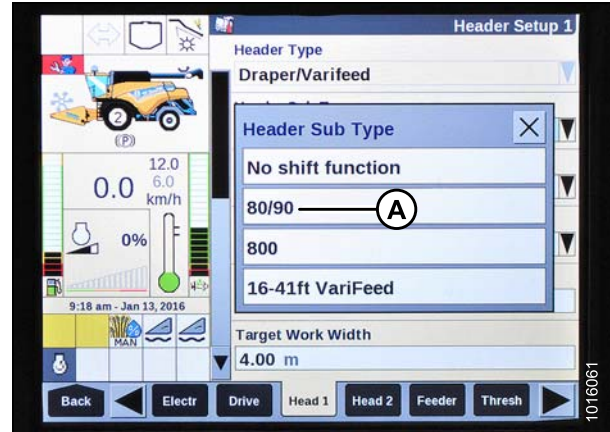 Header Setup 1
Header Type
Draper/Varifeed
Header Sub Type
No shift function
80/90
A
800
16-41ft VariFeed
2
(P)
12.0
0.0
6.0
km/h
0%
9:18 am - Jan 13, 2016
MAN
Target Work Width
4.00 m
Back
Electr
Drive
Head 1
Head 2
Feeder
Thresh
1016061